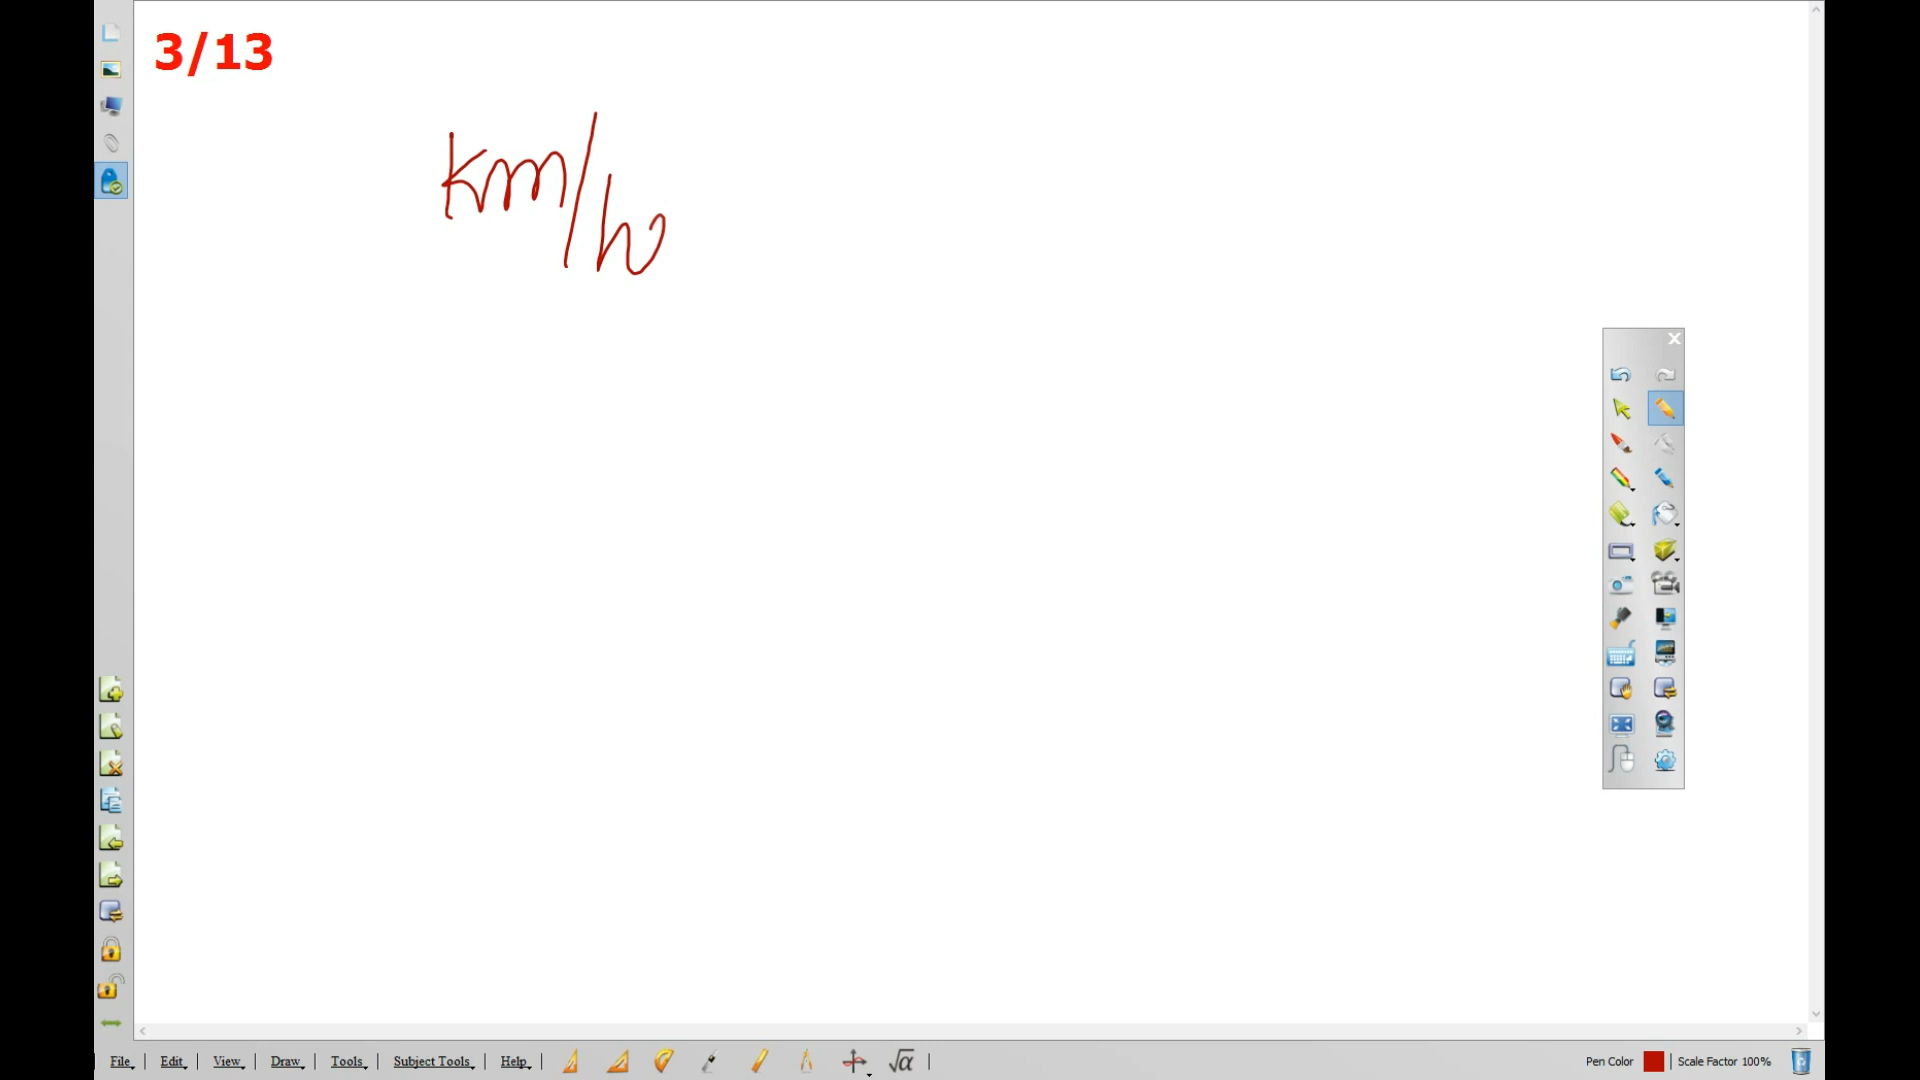 3/13
km/h
File
Edit
View
Draw
Tools
Subject Tools
Help
√α
Pen Color
Scale Factor 100%